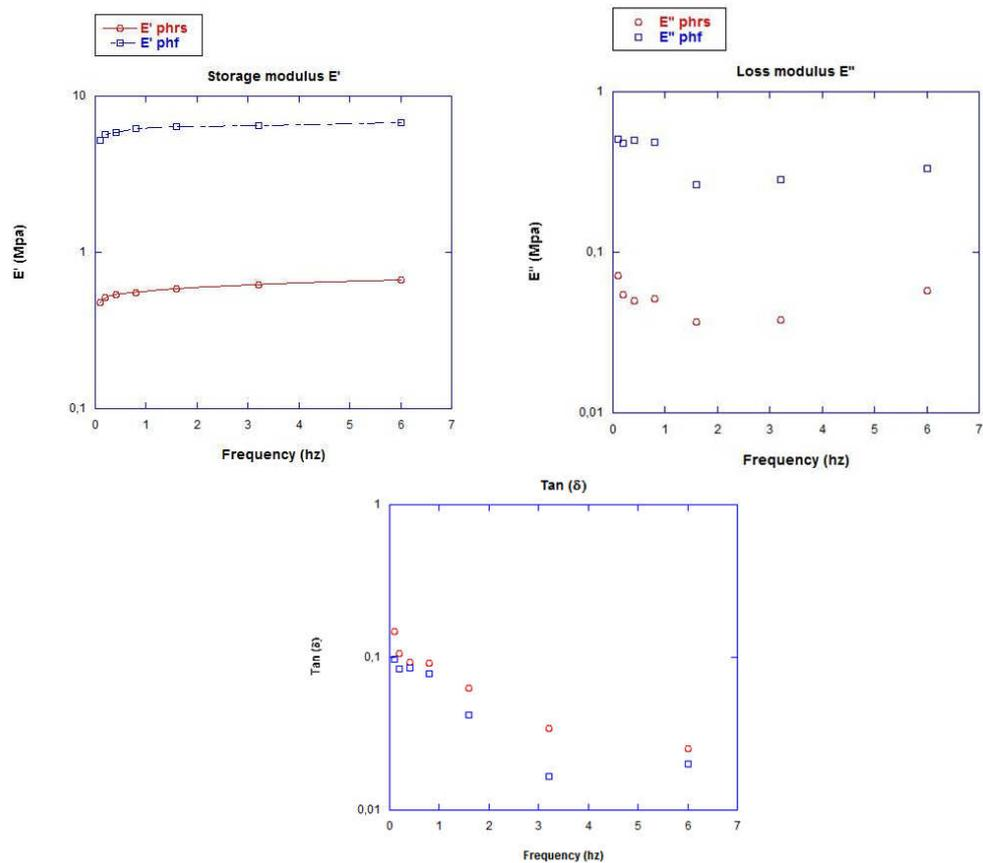 E' phrs
E' phf
Storage modulus E'
10
1
0,1
E' (Mpa)
0 1 2 3 4 5 6 7
Frequency (hz)
E" phrs
E" phf
Loss modulus E"
1
0,1
0,01
E" (Mpa)
0 1 2 3 4 5 6 7
Frequency (hz)
Tan (δ)
1
0,1
0,01
Tan (δ)
0 1 2 3 4 5 6 7
Frequency (hz)